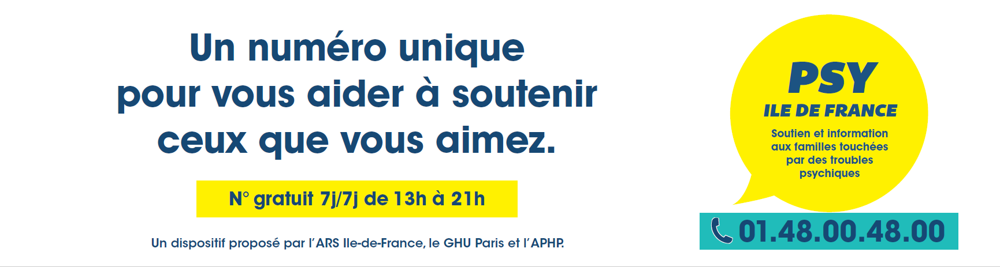 Un numéro unique
pour vous aider à soutenir
ceux que vous aimez.
N° gratuit 7j/7j de 13h à 21h
Un dispositif proposé par l'ARS Ile-de-France, le GHU Paris et l'APHP.
PSY
ILE DE FRANCE
Soutien et information
aux familles touchées
par des troubles
psychiques
01.48.00.48.00